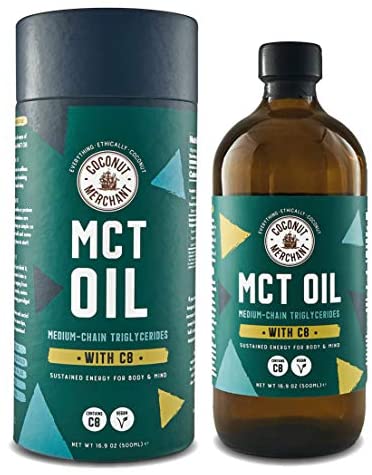 EVERYTHING ETHICALLY COCONUT
COCONUT
MERCHANT
MCT
OIL
MEDIUM-CHAIN TRIGLYCERIDES
• WITH C8 •
SUSTAINED ENERGY FOR BODY & MIND
CONTAINS
C8
VEGAN
NET WT 16.9 OZ (500ML) e
EVERYTHING ETHICALLY COCONUT
COCONUT
MERCHANT
MCT OIL
MEDIUM-CHAIN TRIGLYCERIDES
• WITH C8 •
SUSTAINED ENERGY FOR BODY & MIND
CONTAINS
C8
VEGAN
NET WT 16.9 OZ (500ML) e